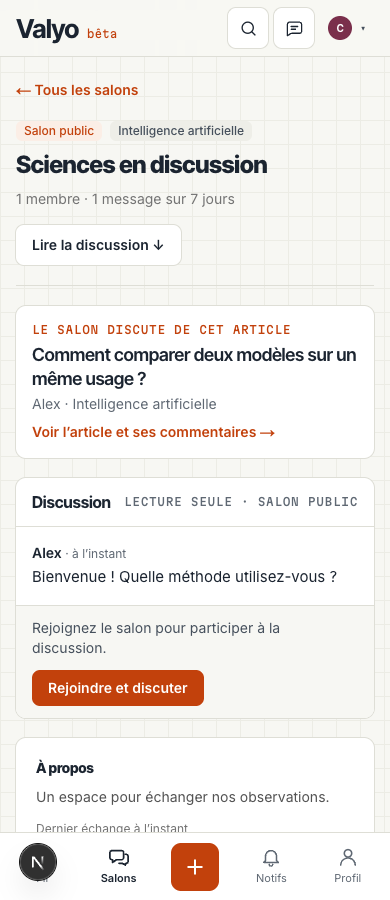 Valyo bêta
C
← Tous les salons
Salon public Intelligence artificielle
Sciences en discussion
1 membre · 1 message sur 7 jours
Lire la discussion ↓
LE SALON DISCUTE DE CET ARTICLE
Comment comparer deux modèles sur un
même usage ?
Alex · Intelligence artificielle
Voir l’article et ses commentaires →
Discussion LECTURE SEULE · SALON PUBLIC
Alex · à l’instant
Bienvenue ! Quelle méthode utilisez-vous ?
Rejoignez le salon pour participer à la
discussion.
Rejoindre et discuter
À propos
Un espace pour échanger nos observations.
Dernier échange à l’instant
N
Salons + Notifs Profil